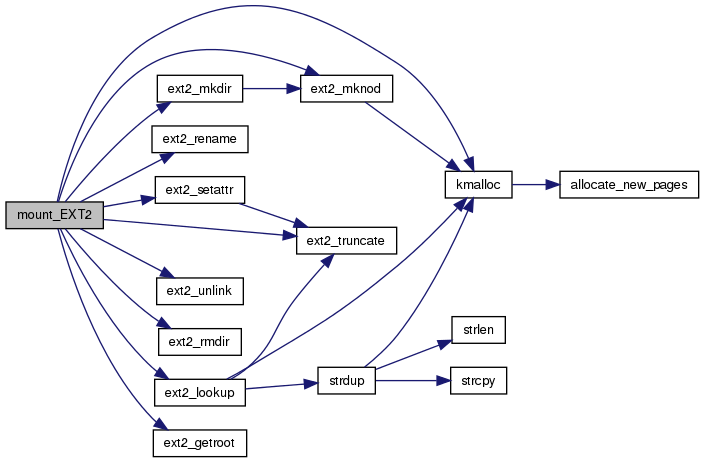 mount_EXT2
ext2_mkdir
ext2_mknod
ext2_rename
ext2_setattr
kmalloc
allocate_new_pages
ext2_truncate
ext2_unlink
ext2_rmdir
strlen
ext2_lookup
strdup
strcpy
ext2_getroot